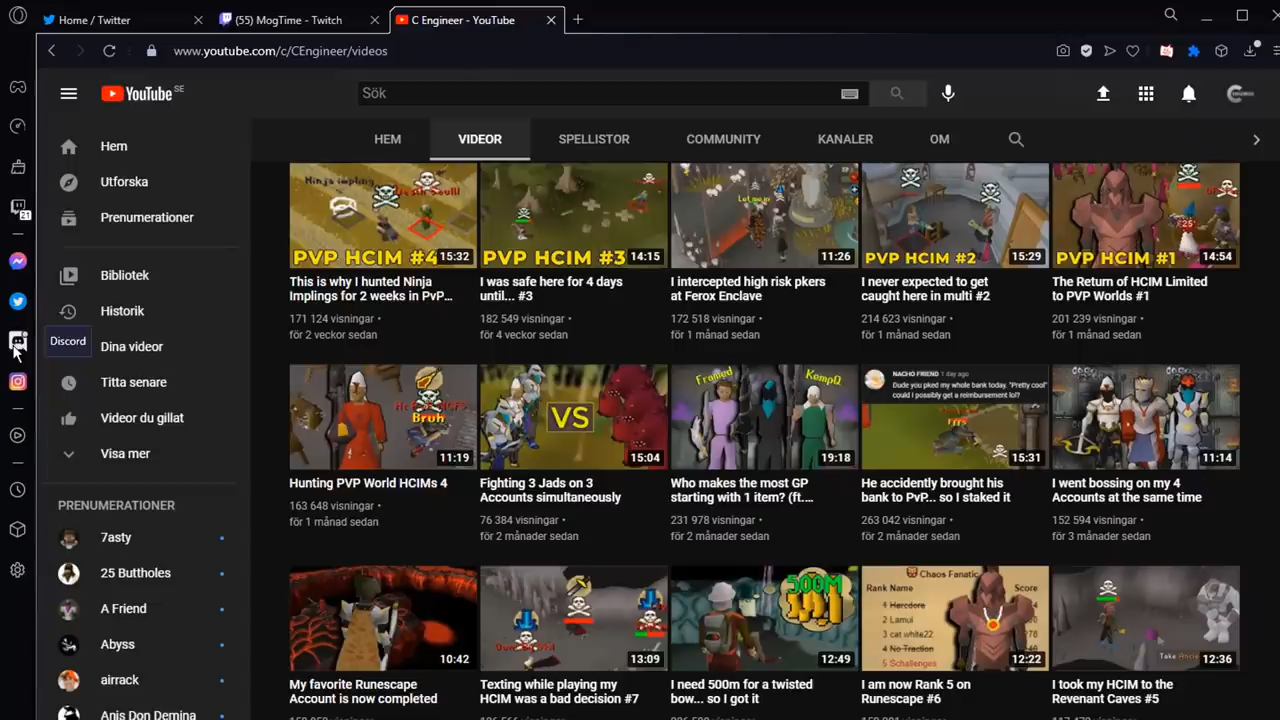 Home / Twitter
(55) MogTime - Twitch
C Engineer - YouTube
www.youtube.com/c/CEngineer/videos
YouTube SE
Sök
21
HEM
VIDEOR
SPELLISTOR
COMMUNITY
KANALER
OM
Hem
Utforska
Prenumerationer
Bibliotek
Historik
Discord
Dina videor
Titta senare
Videor du gillat
Visa mer
PRENUMERATIONER
7asty
25 Buttholes
A Friend
Abyss
airrack
Anis Don Demina
Ninja impling
PVP HCIM #4
15:32
This is why I hunted Ninja
Implings for 2 weeks in PvP...
171 124 visningar •
för 2 veckor sedan
PVP HCIM #3
14:15
I was safe here for 4 days
until... #3
182 549 visningar •
för 4 veckor sedan
Let me in
11:26
I intercepted high risk pkers
at Ferox Enclave
172 518 visningar •
för 1 månad sedan
PVP HCIM #2
15:29
I never expected to get
caught here in multi #2
214 623 visningar •
för 1 månad sedan
PVP HCIM #1
14:54
The Return of HCIM Limited
to PVP Worlds #1
201 239 visningar •
för 1 månad sedan
Bruh
11:19
Hunting PVP World HCIMs 4
163 648 visningar •
för 1 månad sedan
VS
15:04
Fighting 3 Jads on 3
Accounts simultaneously
76 384 visningar •
för 2 månader sedan
Framed
KempQ
19:18
Who makes the most GP
starting with 1 item? (ft....
231 978 visningar •
för 2 månader sedan
NACHO FRIEND 1 day ago
Dude you pked my whole bank today. "Pretty cool"
could I possibly get a reimbursement lol?
15:31
He accidently brought his
bank to PvP... so I staked it
263 042 visningar •
för 2 månader sedan
11:14
I went bossing on my 4
Accounts at the same time
152 594 visningar •
för 3 månader sedan
10:42
My favorite Runescape
Account is now completed
13:09
Texting while playing my
HCIM was a bad decision #7
500M
12:49
I need 500m for a twisted
bow... so I got it
Chaos Fanatic
Rank Name Score
4 Hardcore
2 Lamui
3 cat white22
4 No Traction
5 Schallenges
12:22
I am now Rank 5 on
Runescape #6
12:36
I took my HCIM to the
Revenant Caves #5